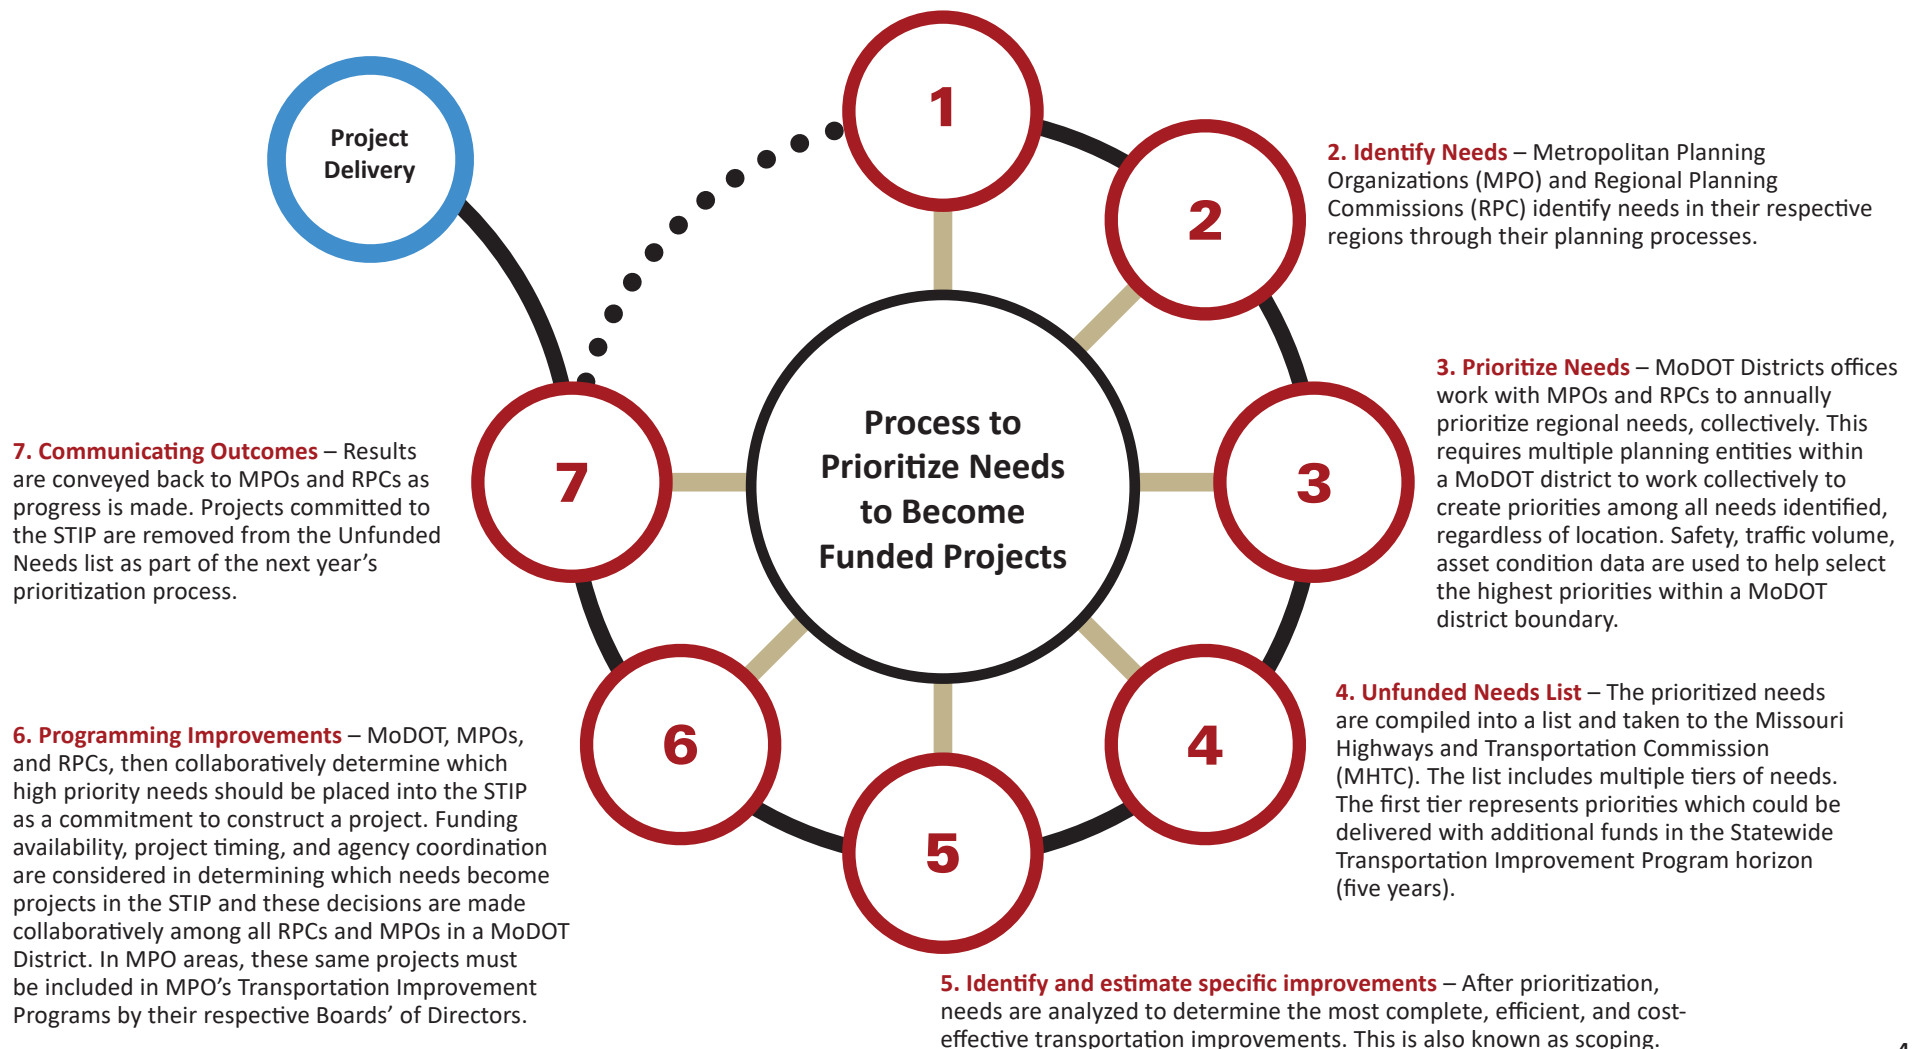 Project
Delivery
1
2
3
4
5
6
7
Process to
Prioritize Needs
to Become
Funded Projects
2. Identify Needs – Metropolitan Planning
Organizations (MPO) and Regional Planning
Commissions (RPC) identify needs in their respective
regions through their planning processes.
3. Prioritize Needs – MoDOT Districts offices
work with MPOs and RPCs to annually
prioritize regional needs, collectively. This
requires multiple planning entities within
a MoDOT district to work collectively to
create priorities among all needs identified,
regardless of location. Safety, traffic volume,
asset condition data are used to help select
the highest priorities within a MoDOT
district boundary.
4. Unfunded Needs List – The prioritized needs
are compiled into a list and taken to the Missouri
Highways and Transportation Commission
(MHTC). The list includes multiple tiers of needs.
The first tier represents priorities which could be
delivered with additional funds in the Statewide
Transportation Improvement Program horizon
(five years).
5. Identify and estimate specific improvements – After prioritization,
needs are analyzed to determine the most complete, efficient, and cost-
effective transportation improvements. This is also known as scoping.
6. Programming Improvements – MoDOT, MPOs,
and RPCs, then collaboratively determine which
high priority needs should be placed into the STIP
as a commitment to construct a project. Funding
availability, project timing, and agency coordination
are considered in determining which needs become
projects in the STIP and these decisions are made
collaboratively among all RPCs and MPOs in a MoDOT
District. In MPO areas, these same projects must
be included in MPO's Transportation Improvement
Programs by their respective Boards' of Directors.
7. Communicating Outcomes – Results
are conveyed back to MPOs and RPCs as
progress is made. Projects committed to
the STIP are removed from the Unfunded
Needs list as part of the next year's
prioritization process.